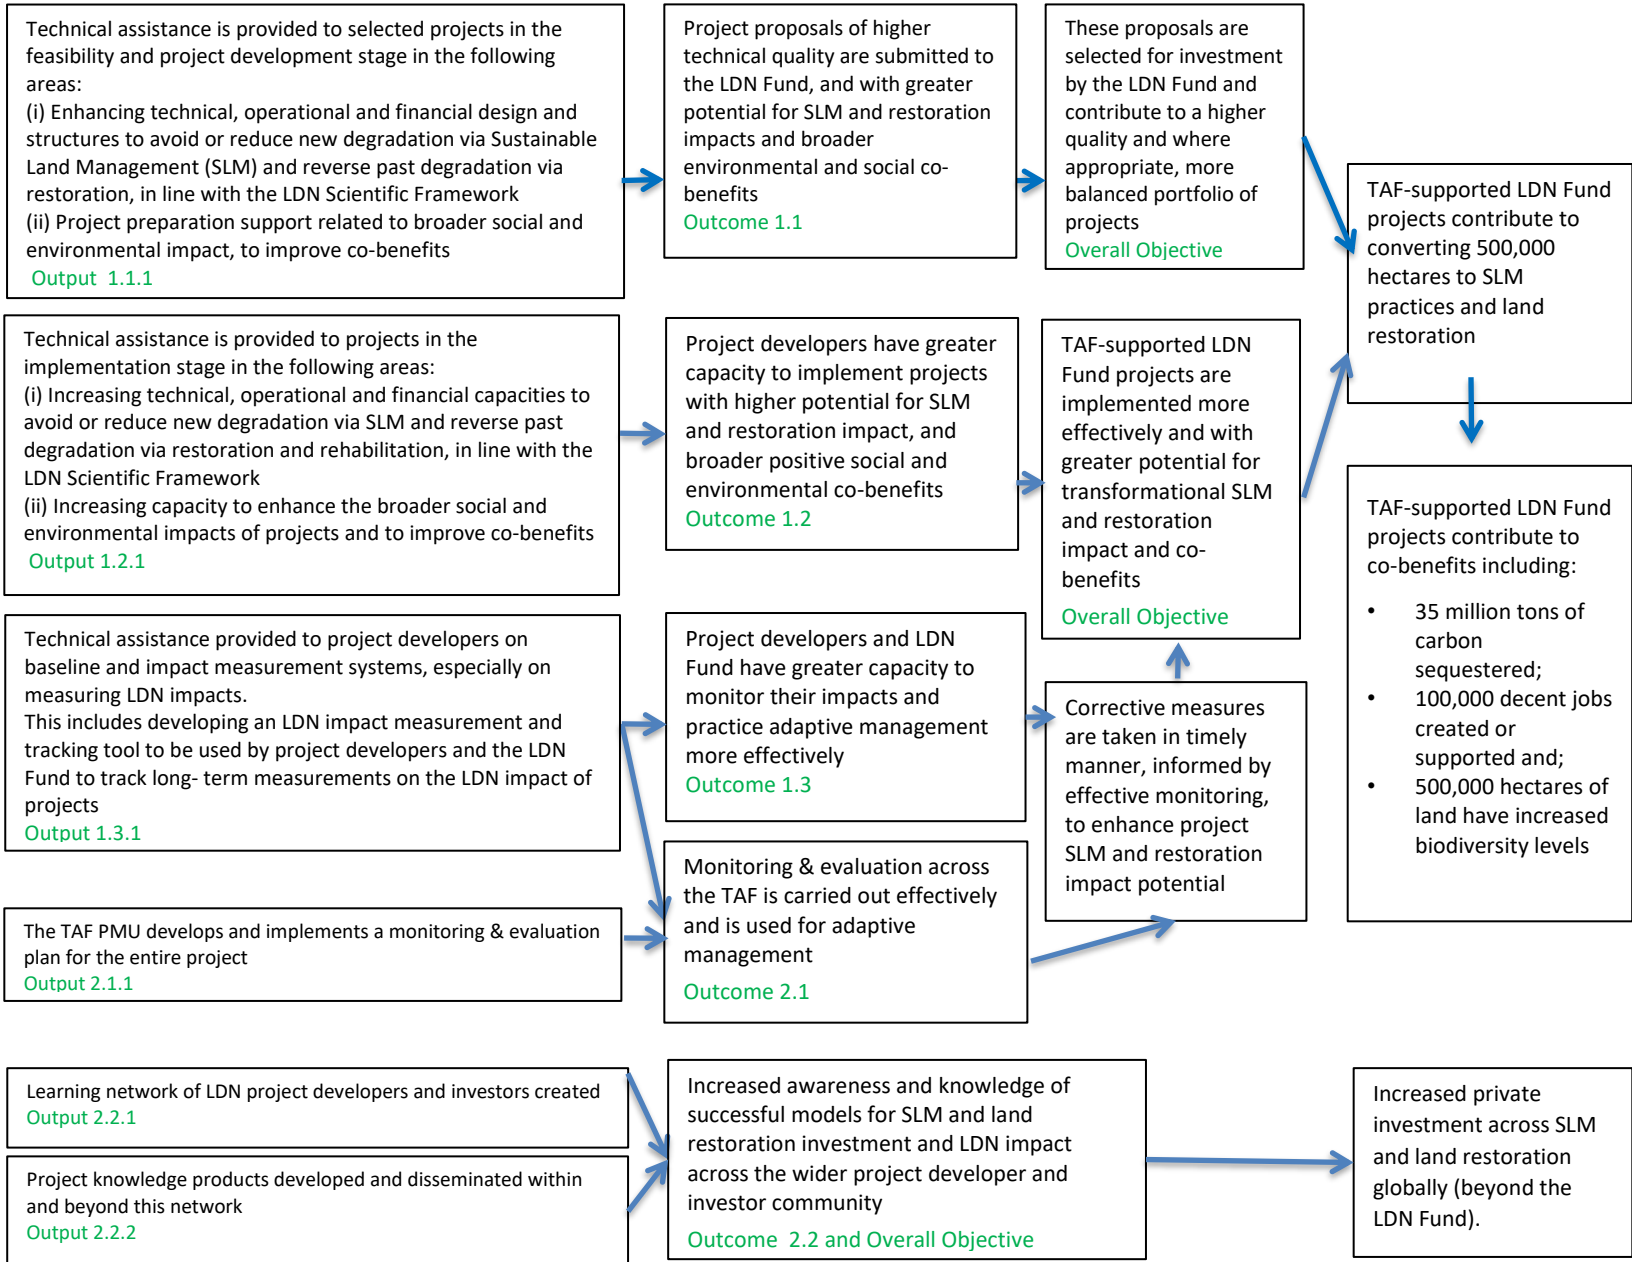 Technical assistance is provided to selected projects in the
feasibility and project development stage in the following
areas:
(i) Enhancing technical, operational and financial design and
structures to avoid or reduce new degradation via Sustainable
Land Management (SLM) and reverse past degradation via
restoration, in line with the LDN Scientific Framework
(ii) Project preparation support related to broader social and
environmental impact, to improve co-benefits
Output 1.1.1
Project proposals of higher
technical quality are submitted to
the LDN Fund, and with greater
potential for SLM and restoration
impacts and broader
environmental and social co-
benefits
Outcome 1.1
These proposals are
selected for investment
by the LDN Fund and
contribute to a higher
quality and where
appropriate, more
balanced portfolio of
projects
Overall Objective
TAF-supported LDN Fund
projects contribute to
converting 500,000
hectares to SLM
practices and land
restoration
Technical assistance is provided to projects in the
implementation stage in the following areas:
(i) Increasing technical, operational and financial capacities to
avoid or reduce new degradation via SLM and reverse past
degradation via restoration and rehabilitation, in line with the
LDN Scientific Framework
(ii) Increasing capacity to enhance the broader social and
environmental impacts of projects and to improve co-benefits
Output 1.2.1
Project developers have greater
capacity to implement projects
with higher potential for SLM
and restoration impact, and
broader positive social and
environmental co-benefits
Outcome 1.2
TAF-supported LDN
Fund projects are
implemented more
effectively and with
greater potential for
transformational SLM
and restoration
impact and co-
benefits
Overall Objective
TAF-supported LDN Fund
projects contribute to
co-benefits including:
• 35 million tons of
carbon
sequestered;
• 100,000 decent jobs
created or
supported and;
• 500,000 hectares of
land have increased
biodiversity levels
Technical assistance provided to project developers on
baseline and impact measurement systems, especially on
measuring LDN impacts.
This includes developing an LDN impact measurement and
tracking tool to be used by project developers and the LDN
Fund to track long- term measurements on the LDN impact of
projects
Output 1.3.1
Project developers and LDN
Fund have greater capacity to
monitor their impacts and
practice adaptive management
more effectively
Outcome 1.3
Corrective measures
are taken in timely
manner, informed by
effective monitoring,
to enhance project
SLM and restoration
impact potential
The TAF PMU develops and implements a monitoring & evaluation
plan for the entire project
Output 2.1.1
Monitoring & evaluation across
the TAF is carried out effectively
and is used for adaptive
management
Outcome 2.1
Learning network of LDN project developers and investors created
Output 2.2.1
Project knowledge products developed and disseminated within
and beyond this network
Output 2.2.2
Increased awareness and knowledge of
successful models for SLM and land
restoration investment and LDN impact
across the wider project developer and
investor community
Outcome 2.2 and Overall Objective
Increased private
investment across SLM
and land restoration
globally (beyond the
LDN Fund).